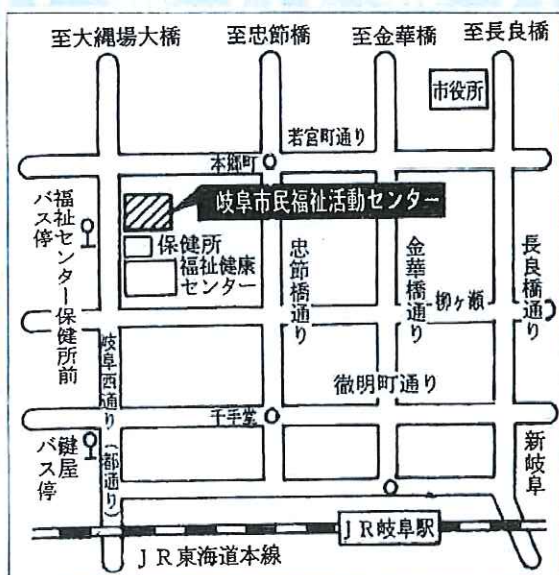 至大縄場大橋
至忠節橋
至金華橋
至長良橋
市役所
若宮町通り
本郷町
岐阜市民福祉活動センター
福祉センター保健所前
バス停
保健所
福祉健康
センター
忠節橋通り
金華橋通り
長良橋通り
柳ヶ瀬
岐阜西通り(都通り)
徹明町通り
千手堂
鍵屋
バス停
新岐阜
JR岐阜駅
JR東海道本線